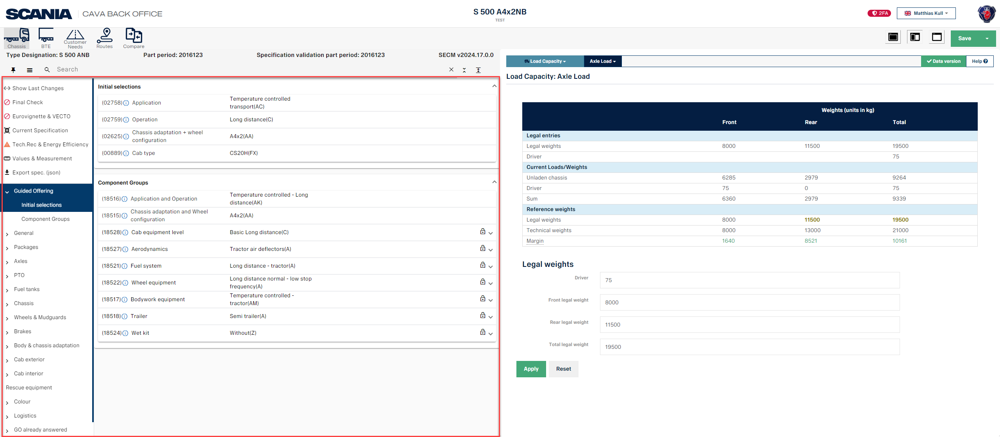 SCANIA CAVA BACK OFFICE
S 500 A4x2NB
TEST
2FA
Matthias Kull
Chassis
BTE
Customer
Needs
Routes
Compare
Save
Type Designation: S 500 ANB
Part period: 2016123
Specification validation part period: 2016123
SECM v2024.17.0.0
Search
Show Last Changes
Final Check
Eurovignette & VECTO
Current Specification
Tech.Rec & Energy Efficiency
Values & Measurement
Export spec. (json)
Guided Offering
Initial selections
Component Groups
General
Packages
Axles
PTO
Fuel tanks
Chassis
Wheels & Mudguards
Brakes
Body & chassis adaptation
Cab exterior
Cab interior
Rescue equipment
Colour
Logistics
GO already answered
Initial selections
(02758) Application Temperature controlled
transport(AC)
(02759) Operation Long distance(C)
(02625) Chassis adaptation + wheel
configuration A4x2(AA)
(00889) Cab type CS20H(FX)
Component Groups
(18516) Application and Operation Temperature controlled - Long
distance(AK)
(18515) Chassis adaptation and Wheel
configuration A4x2(AA)
(18528) Cab equipment level Basic Long distance(C)
(18527) Aerodynamics Tractor air deflectors(A)
(18521) Fuel system Long distance - tractor(A)
(18522) Wheel equipment Long distance normal - low stop
frequency(A)
(18517) Bodywork equipment Temperature controlled -
tractor(AM)
(18518) Trailer Semi trailer(A)
(18524) Wet kit Without(Z)
Load Capacity
Axle Load
Data version
Help
Load Capacity: Axle Load
Weights (units in kg)
Front Rear Total
Legal entries
Legal weights 8000 11500 19500
Driver 75
Current Loads/Weights
Unladen chassis 6285 2979 9264
Driver 75 0 75
Sum 6360 2979 9339
Reference weights
Legal weights 8000 11500 19500
Technical weights 8000 13000 21000
Margin 1640 8521 10161
Legal weights
Driver 75
Front legal weight 8000
Rear legal weight 11500
Total legal weight 19500
Apply
Reset